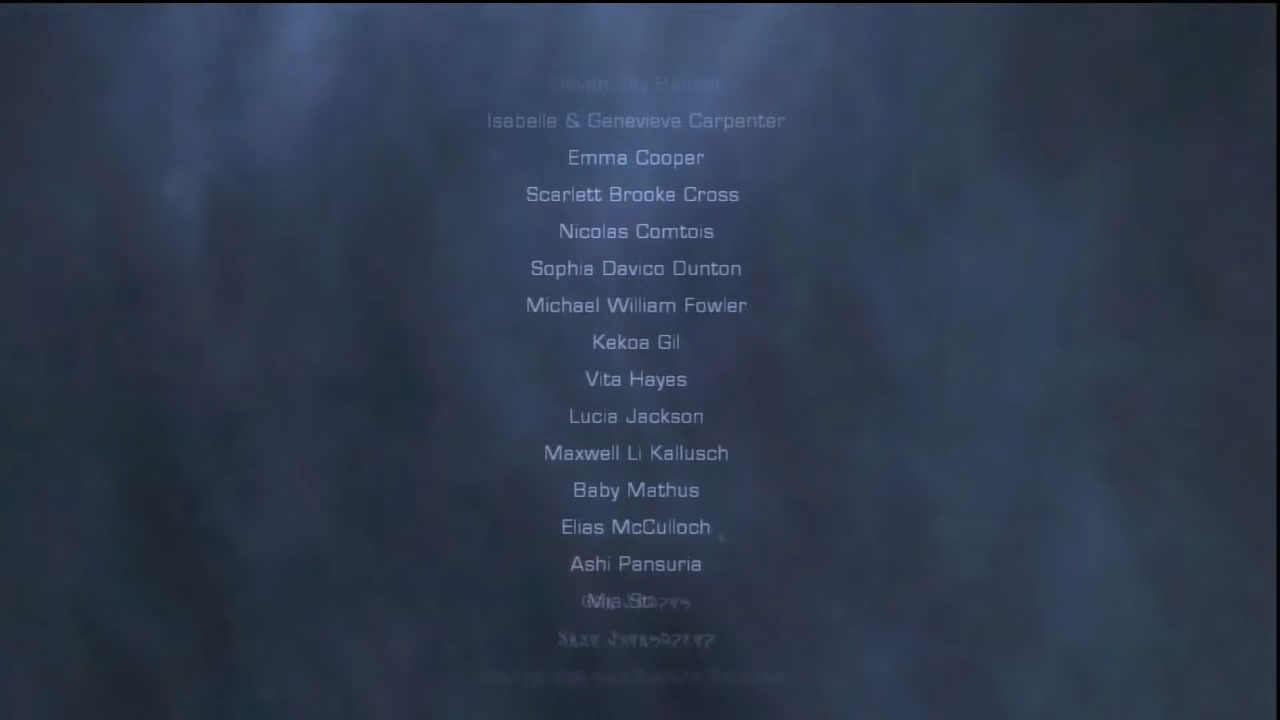 Isabelle & Genevieve Carpenter
Emma Cooper
Scarlett Brooke Cross
Nicolas Comtois
Sophia Davico Dunton
Michael William Fowler
Kekoa Gil
Vita Hayes
Lucia Jackson
Maxwell Li Kallusch
Baby Mathus
Elias McCulloch
Ashi Pansuria
Mia